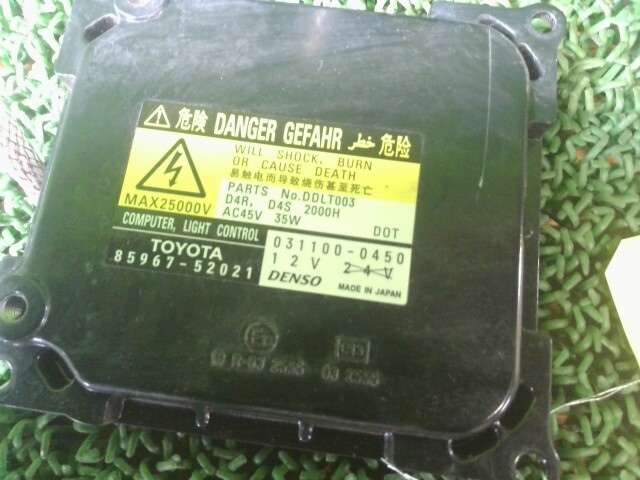 危険 DANGER GEFAHR خطر 危险
WILL SHOCK, BURN
OR CAUSE DEATH
易触电而导致烧伤甚至死亡
MAX25000V
PARTS No.DDLT003
D4R, D4S 2000H
AC45V 35W DOT
COMPUTER, LIGHT CONTROL
TOYOTA
85967-52021
031100-0450
12V 24V
DENSO MADE IN JAPAN